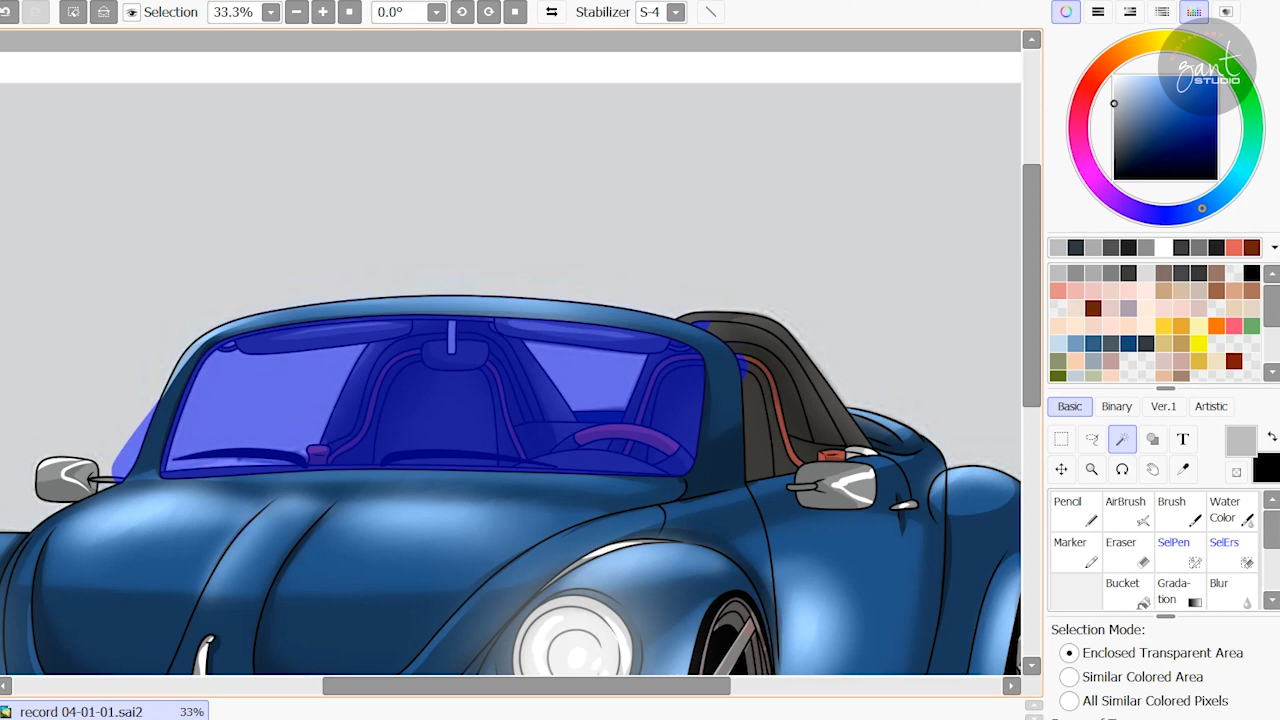 Selection 33.3% 0.0° Stabilizer S-4
gant
STUDIO
Basic Binary Ver.1 Artistic
T
Pencil AirBrush Brush Water Color
Marker Eraser SelPen SelErs
Bucket Grada-tion Blur
Selection Mode:
Enclosed Transparent Area
Similar Colored Area
All Similar Colored Pixels
record 04-01-01.sai2 33%